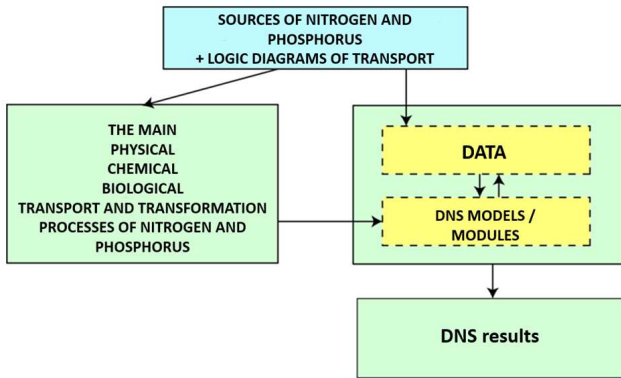 SOURCES OF NITROGEN AND
PHOSPHORUS
+ LOGIC DIAGRAMS OF TRANSPORT
THE MAIN
PHYSICAL
CHEMICAL
BIOLOGICAL
TRANSPORT AND TRANSFORMATION
PROCESSES OF NITROGEN AND
PHOSPHORUS
DATA
DNS MODELS /
MODULES
DNS results